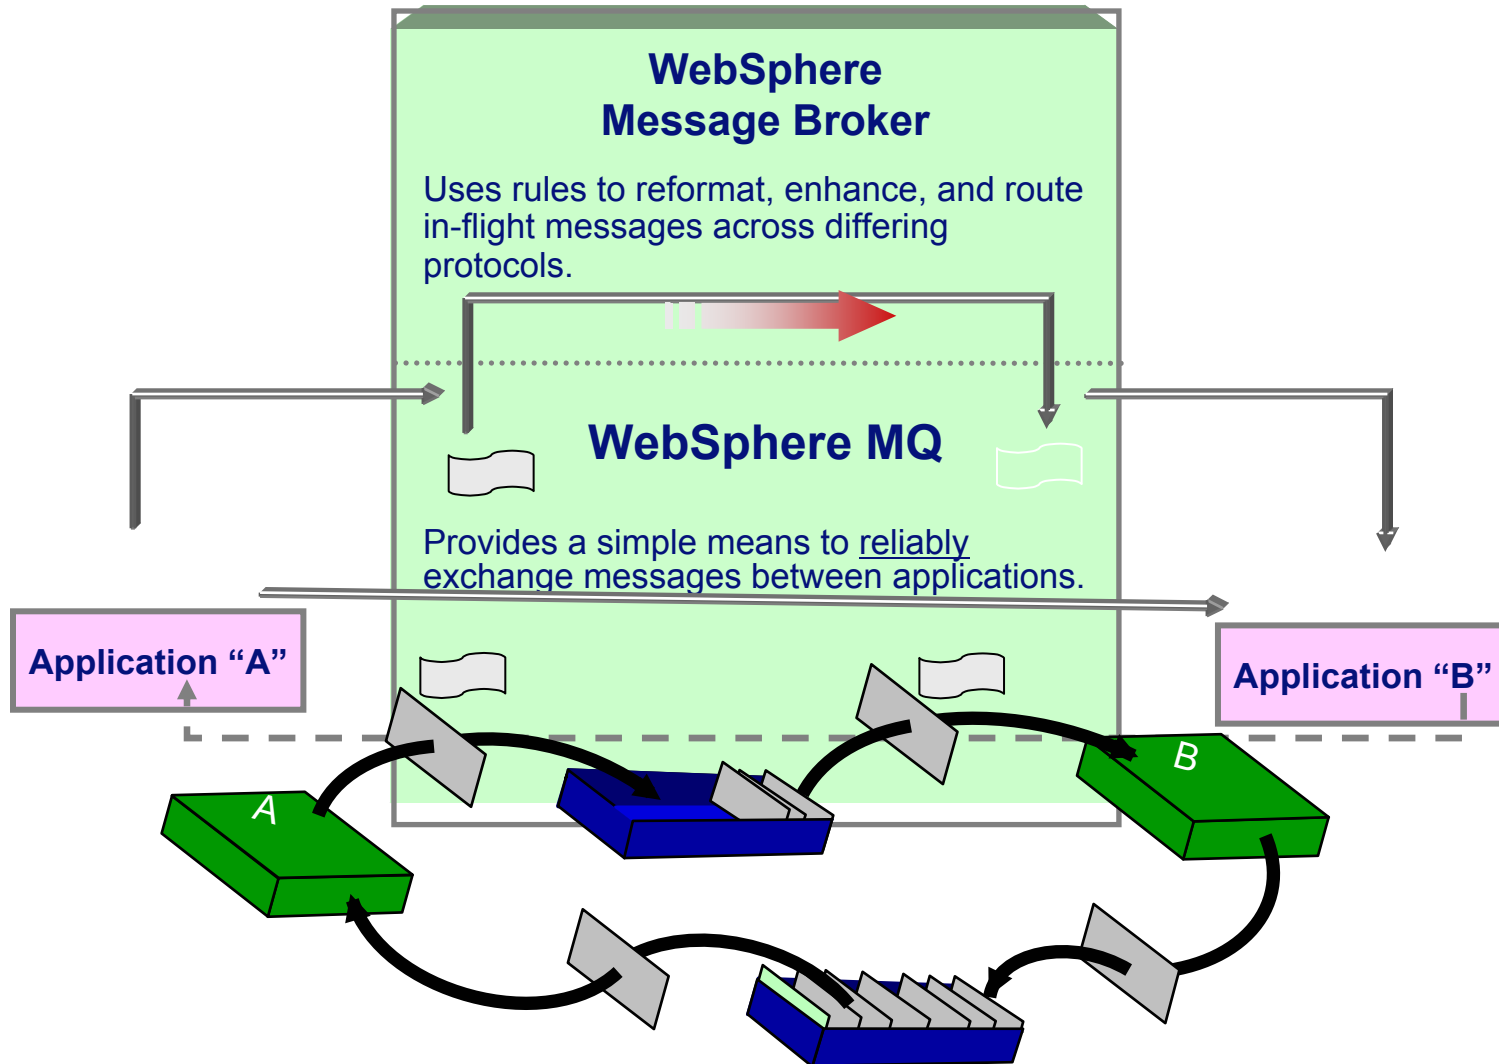 WebSphere
Message Broker
Uses rules to reformat, enhance, and route
in-flight messages across differing
protocols.
WebSphere MQ
Provides a simple means to reliably
exchange messages between applications.
Application “A”
Application “B”
B
A